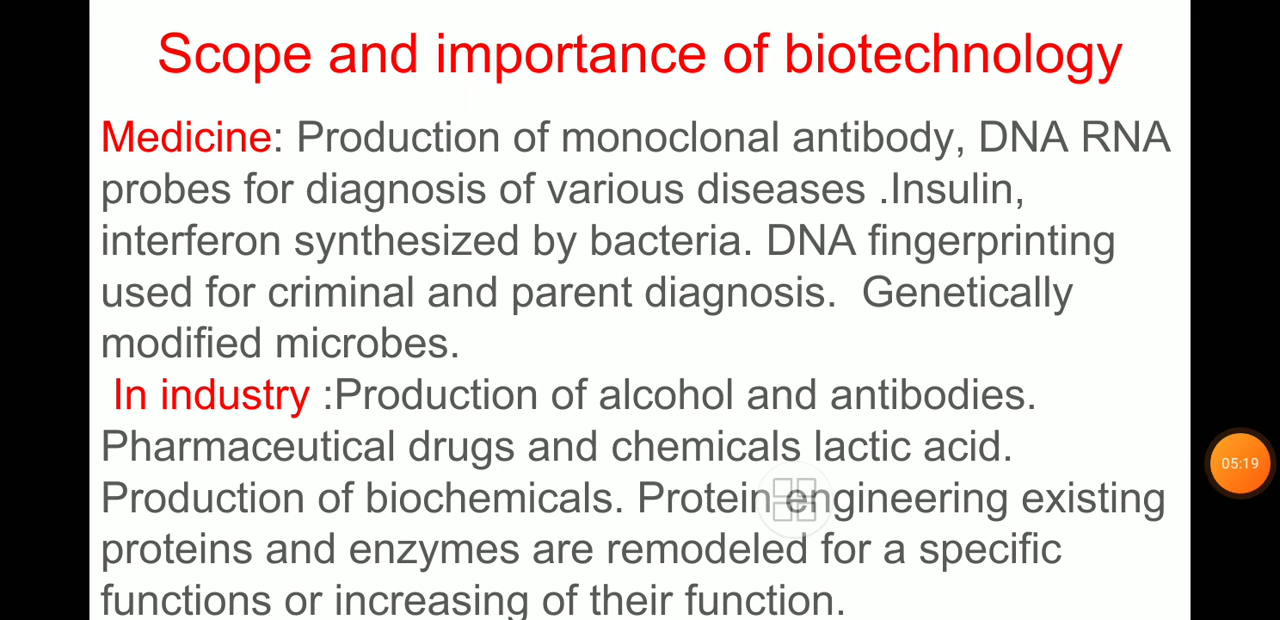 Scope and importance of biotechnology
Medicine: Production of monoclonal antibody, DNA RNA
probes for diagnosis of various diseases .Insulin,
interferon synthesized by bacteria. DNA fingerprinting
used for criminal and parent diagnosis.  Genetically
modified microbes.
In industry :Production of alcohol and antibodies.
Pharmaceutical drugs and chemicals lactic acid.
Production of biochemicals. Protein engineering existing
proteins and enzymes are remodeled for a specific
functions or increasing of their function.
05:19